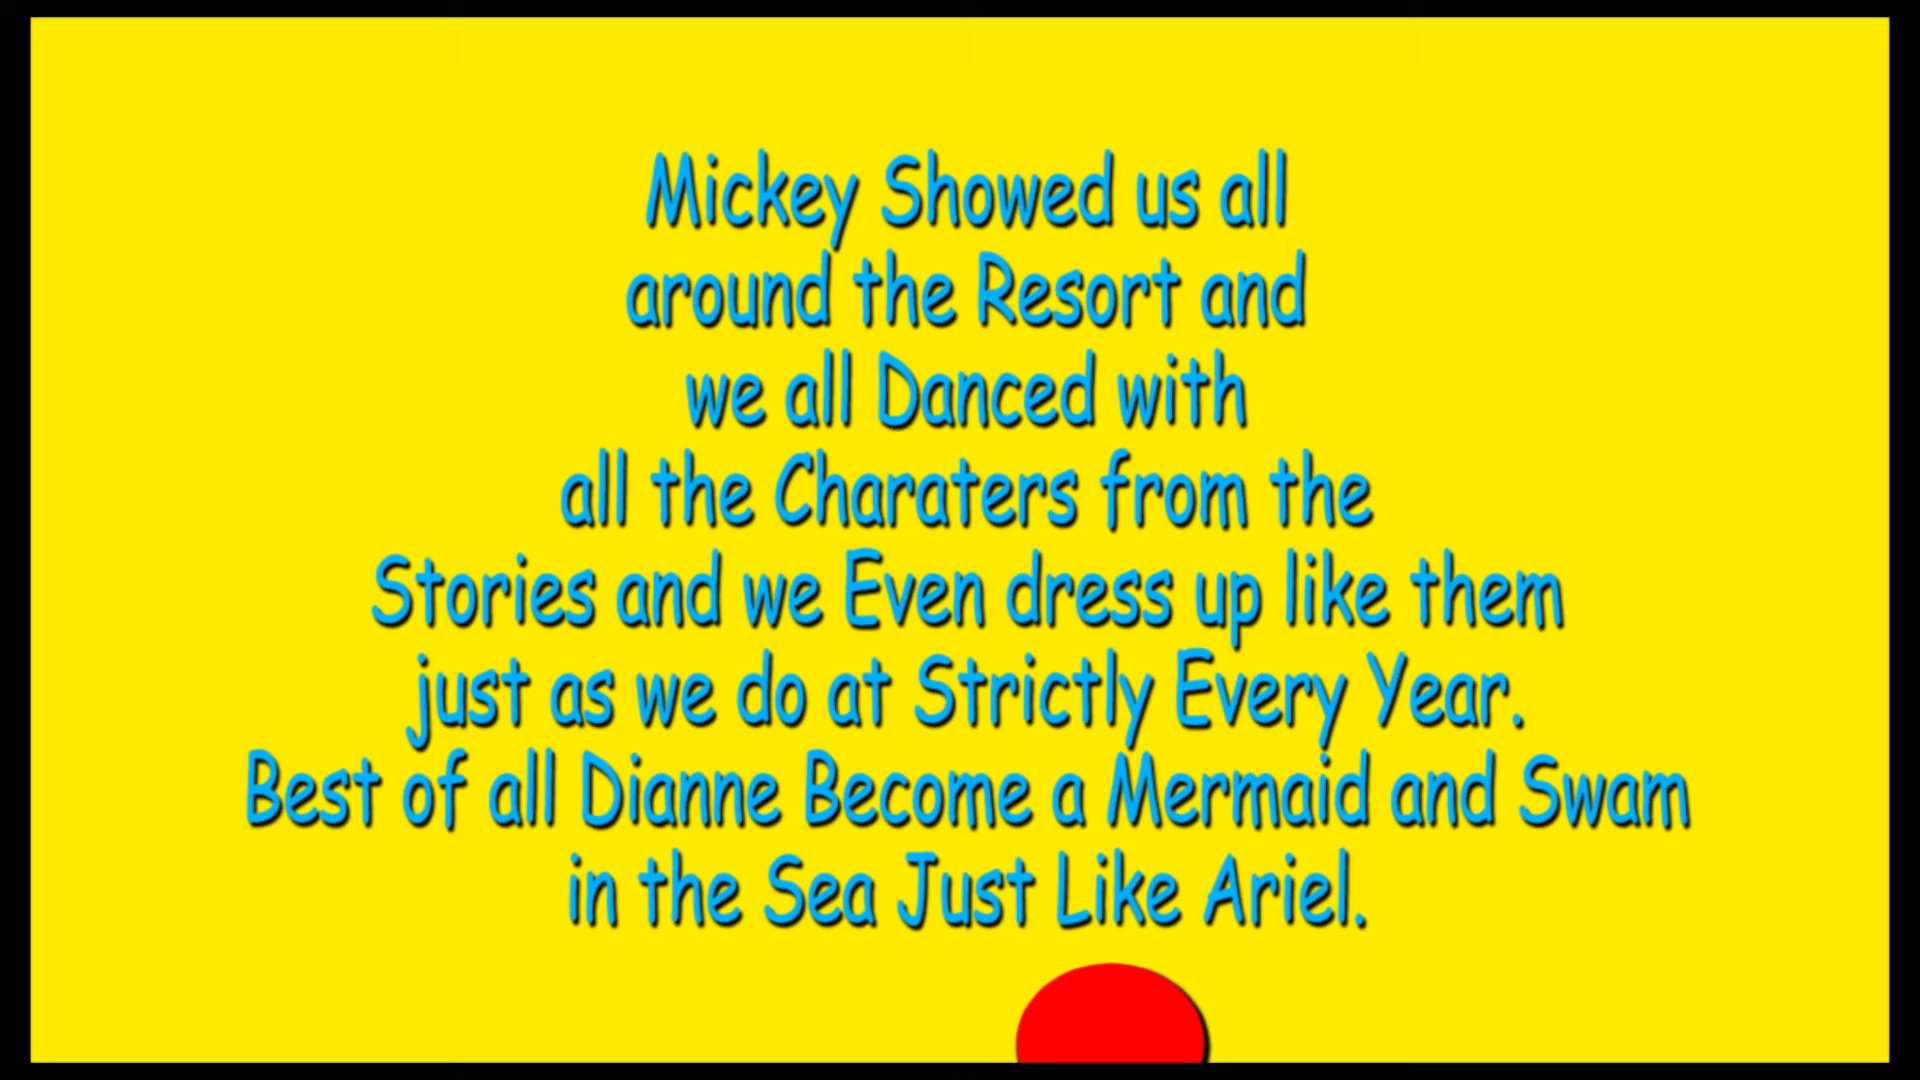 Mickey Showed us all
around the Resort and
we all Danced with
all the Charaters from the
Stories and we Even dress up like them
just as we do at Strictly Every Year.
Best of all Dianne Become a Mermaid and Swam
in the Sea Just Like Ariel.